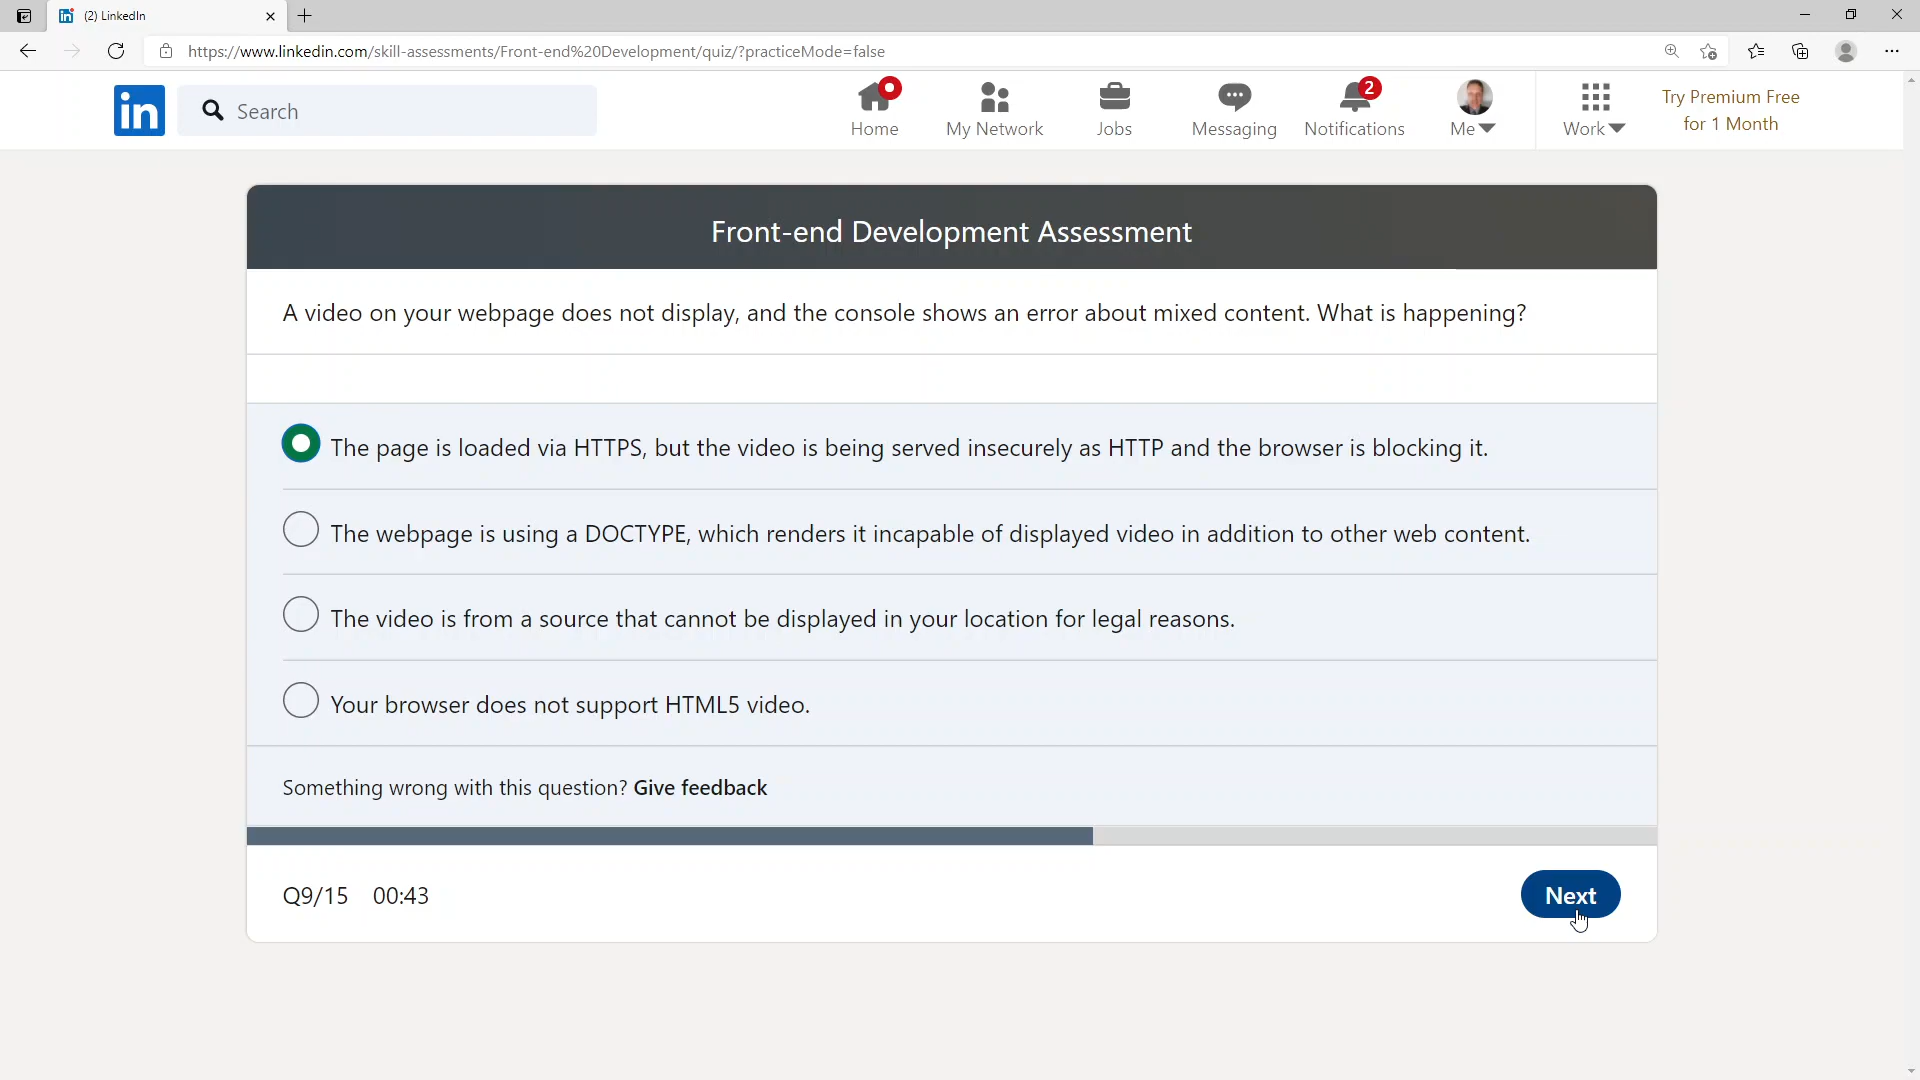 (2) LinkedIn
https://www.linkedin.com/skill-assessments/Front-end%20Development/quiz/?practiceMode=false
in
Search
Home
My Network
Jobs
Messaging
2
Notifications
Me
Work
Try Premium Free
for 1 Month
Front-end Development Assessment
A video on your webpage does not display, and the console shows an error about mixed content. What is happening?
The page is loaded via HTTPS, but the video is being served insecurely as HTTP and the browser is blocking it.
The webpage is using a DOCTYPE, which renders it incapable of displayed video in addition to other web content.
The video is from a source that cannot be displayed in your location for legal reasons.
Your browser does not support HTML5 video.
Something wrong with this question? Give feedback
Q9/15 00:43
Next